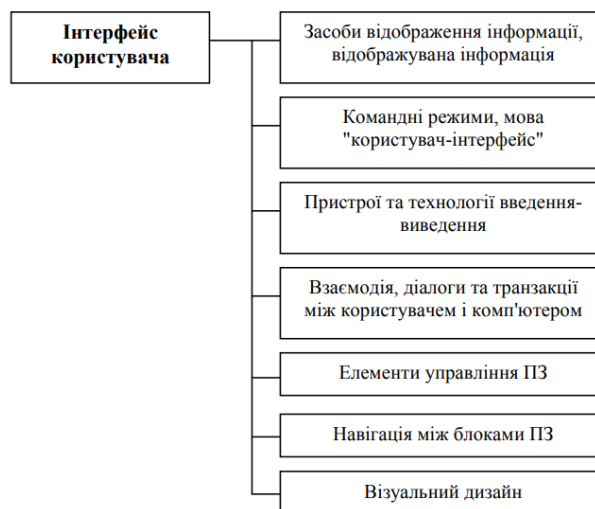 Інтерфейс
користувача
Засоби відображення інформації,
відображувана інформація
Командні режими, мова
"користувач-інтерфейс"
Пристрої та технології введення-
виведення
Взаємодія, діалоги та транзакції
між користувачем і комп'ютером
Елементи управління ПЗ
Навігація між блоками ПЗ
Візуальний дизайн